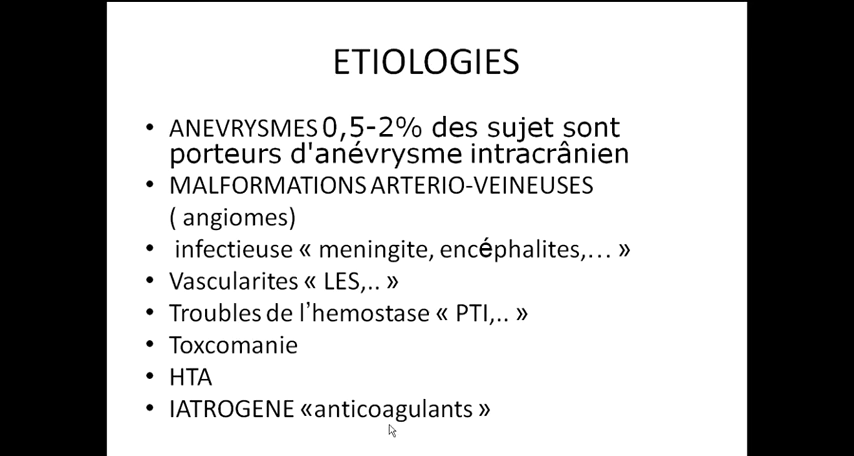 ETIOLOGIES
• ANEVRYSMES 0,5-2% des sujet sont
porteurs d'anévrysme intracrânien
• MALFORMATIONS ARTERIO-VEINEUSES
( angiomes)
• infectieuse « meningite, encéphalites,... »
• Vascularites « LES,.. »
• Troubles de l'hemostase « PTI,.. »
• Toxcomanie
• HTA
• IATROGENE «anticoagulants »